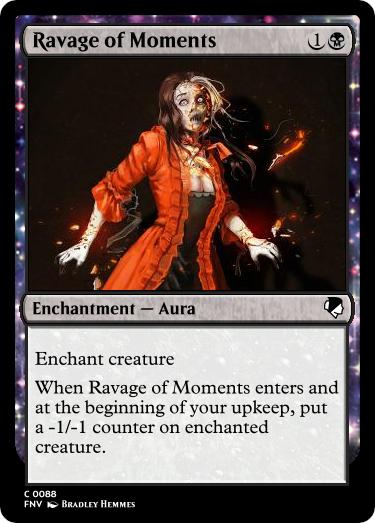 Ravage of Moments 1
Enchantment — Aura
Enchant creature
When Ravage of Moments enters and
at the beginning of your upkeep, put
a -1/-1 counter on enchanted
creature.
C 0088
FNV Bradley Hemmes